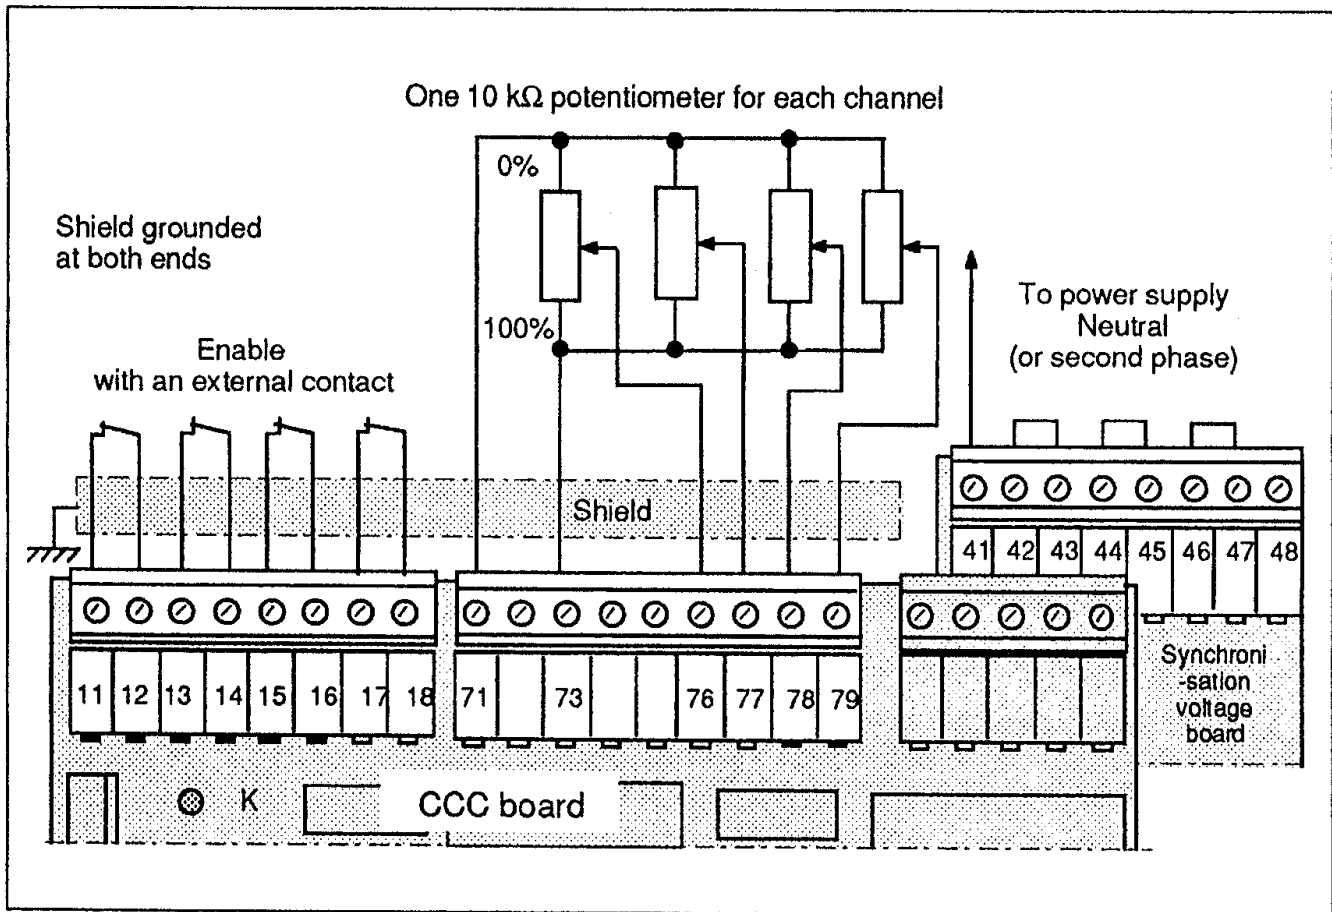 One 10 kΩ potentiometer for each channel
0%
Shield grounded
at both ends
100%
To power supply
Neutral
(or second phase)
Enable
with an external contact
Shield
41 42 43 44 45 46 47 48
11 12 13 14 15 16 17 18
71 73 76 77 78 79
Synchroni
-sation
voltage
board
K
CCC board